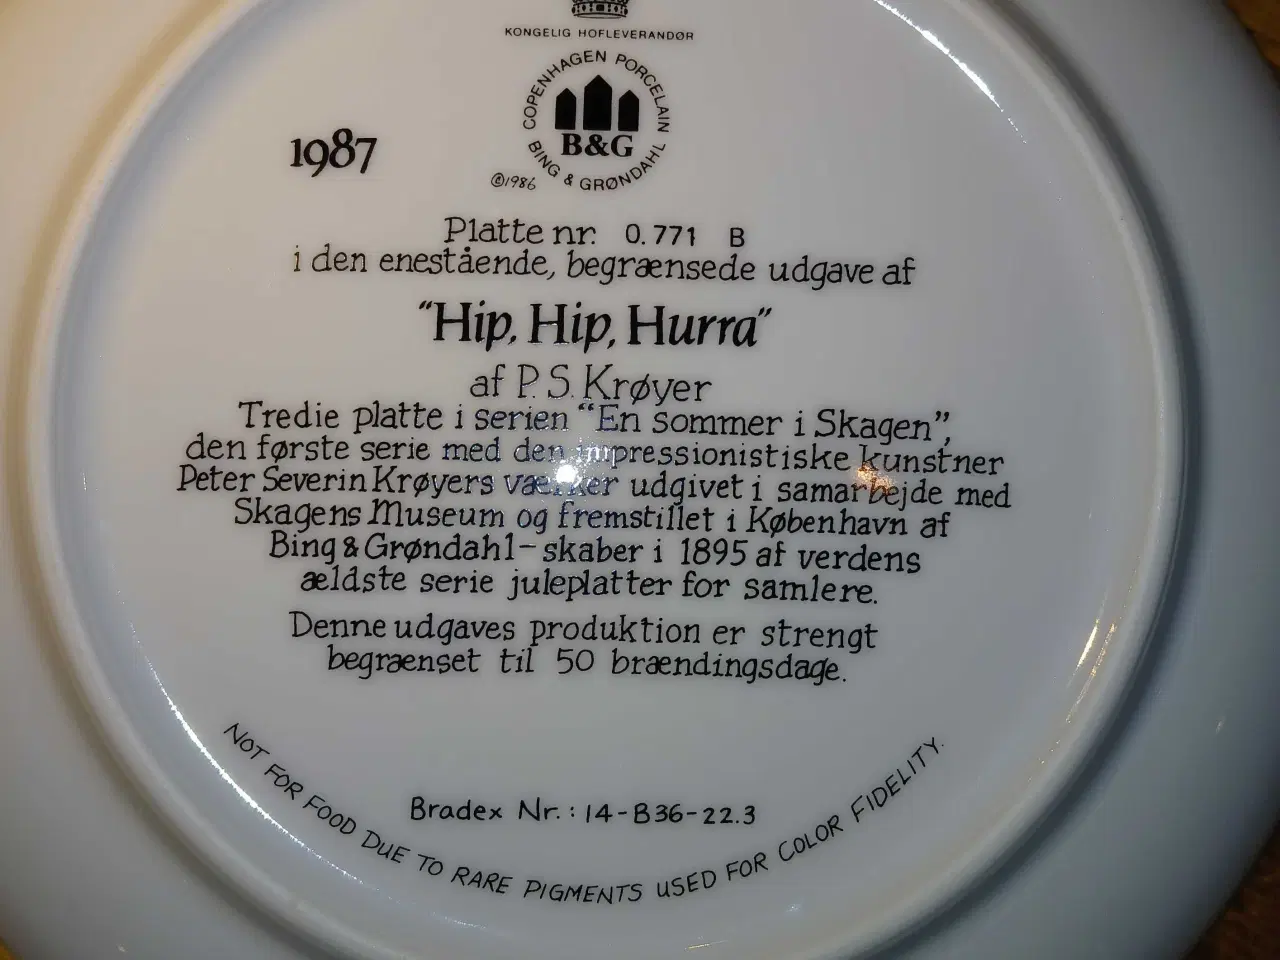 KONGELIG HOFLEVERANDØR
COPENHAGEN PORCELAIN
B&G
BING & GRØNDAHL
©1986
1987
Platte nr. 0.771 B
i den enestående, begrænsede udgave af
“Hip, Hip, Hurra”
af P. S. Krøyer
Tredie platte i serien “En sommer i Skagen”,
den første serie med den impressionistiske kunstner
Peter Severin Krøyers værker udgivet i samarbejde med
Skagens Museum og fremstillet i København af
Bing & Grøndahl – skaber i 1895 af verdens
ældste serie juleplatter for samlere.
Denne udgaves produktion er strengt
begrænset til 50 brændingsdage.
Bradex Nr.: 14-B36-22.3
NOT FOR FOOD DUE TO RARE PIGMENTS USED FOR COLOR FIDELITY.